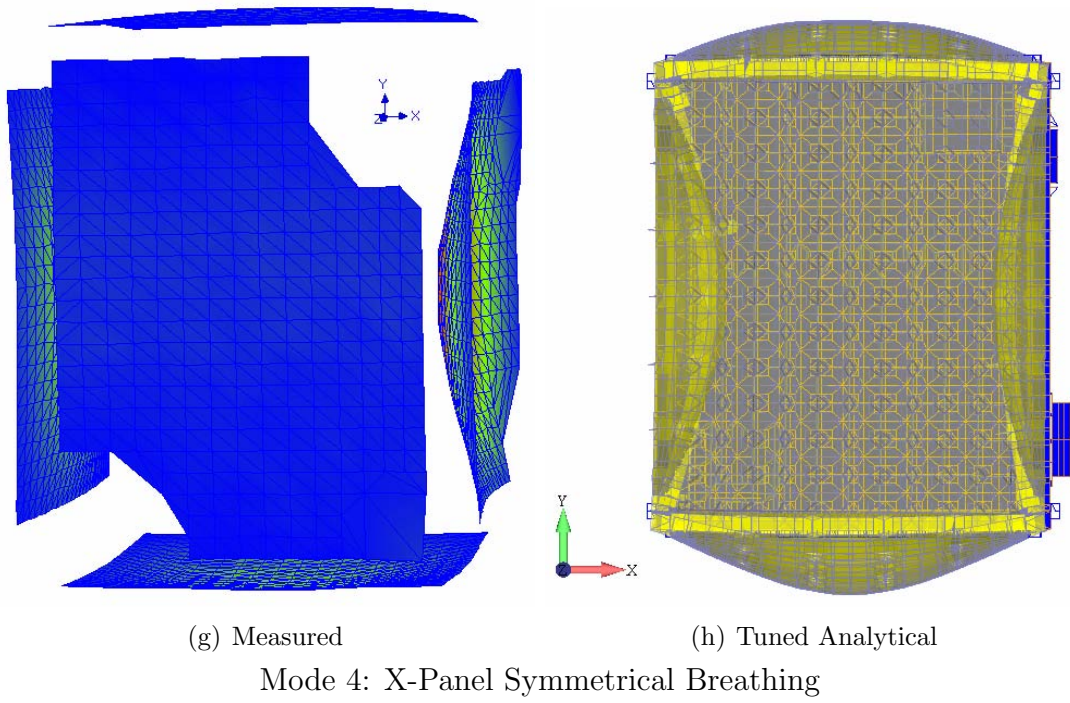 Y
Z X
Y
Z X
(g) Measured
(h) Tuned Analytical
Mode 4: X-Panel Symmetrical Breathing